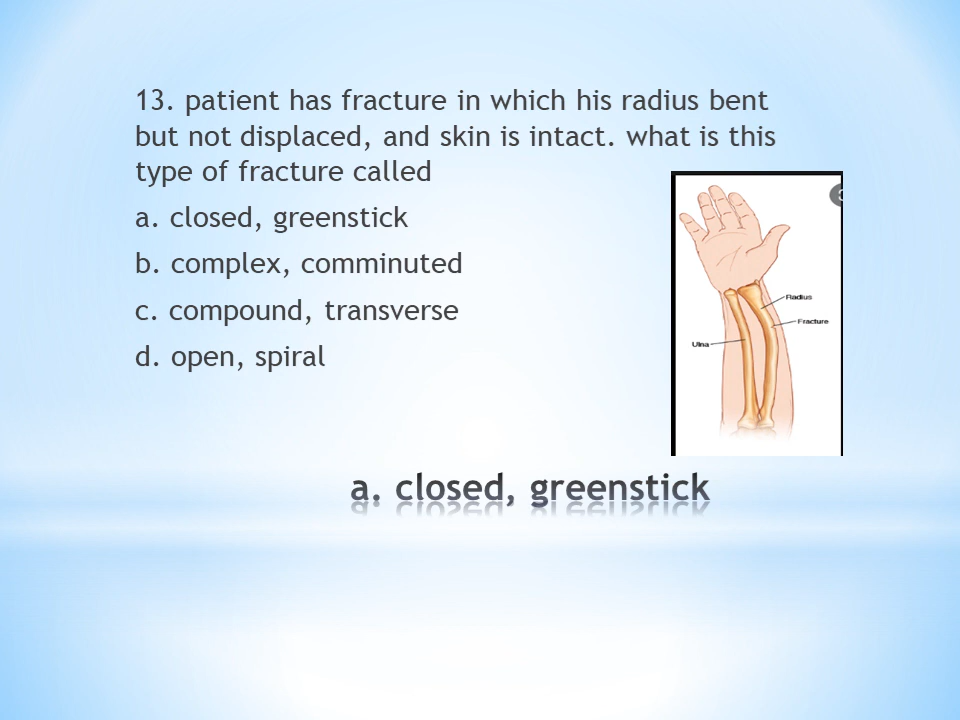 13. patient has fracture in which his radius bent
but not displaced, and skin is intact. what is this
type of fracture called
a. closed, greenstick
b. complex, comminuted
c. compound, transverse
d. open, spiral
Radius
Fracture
Ulna
a. closed, greenstick